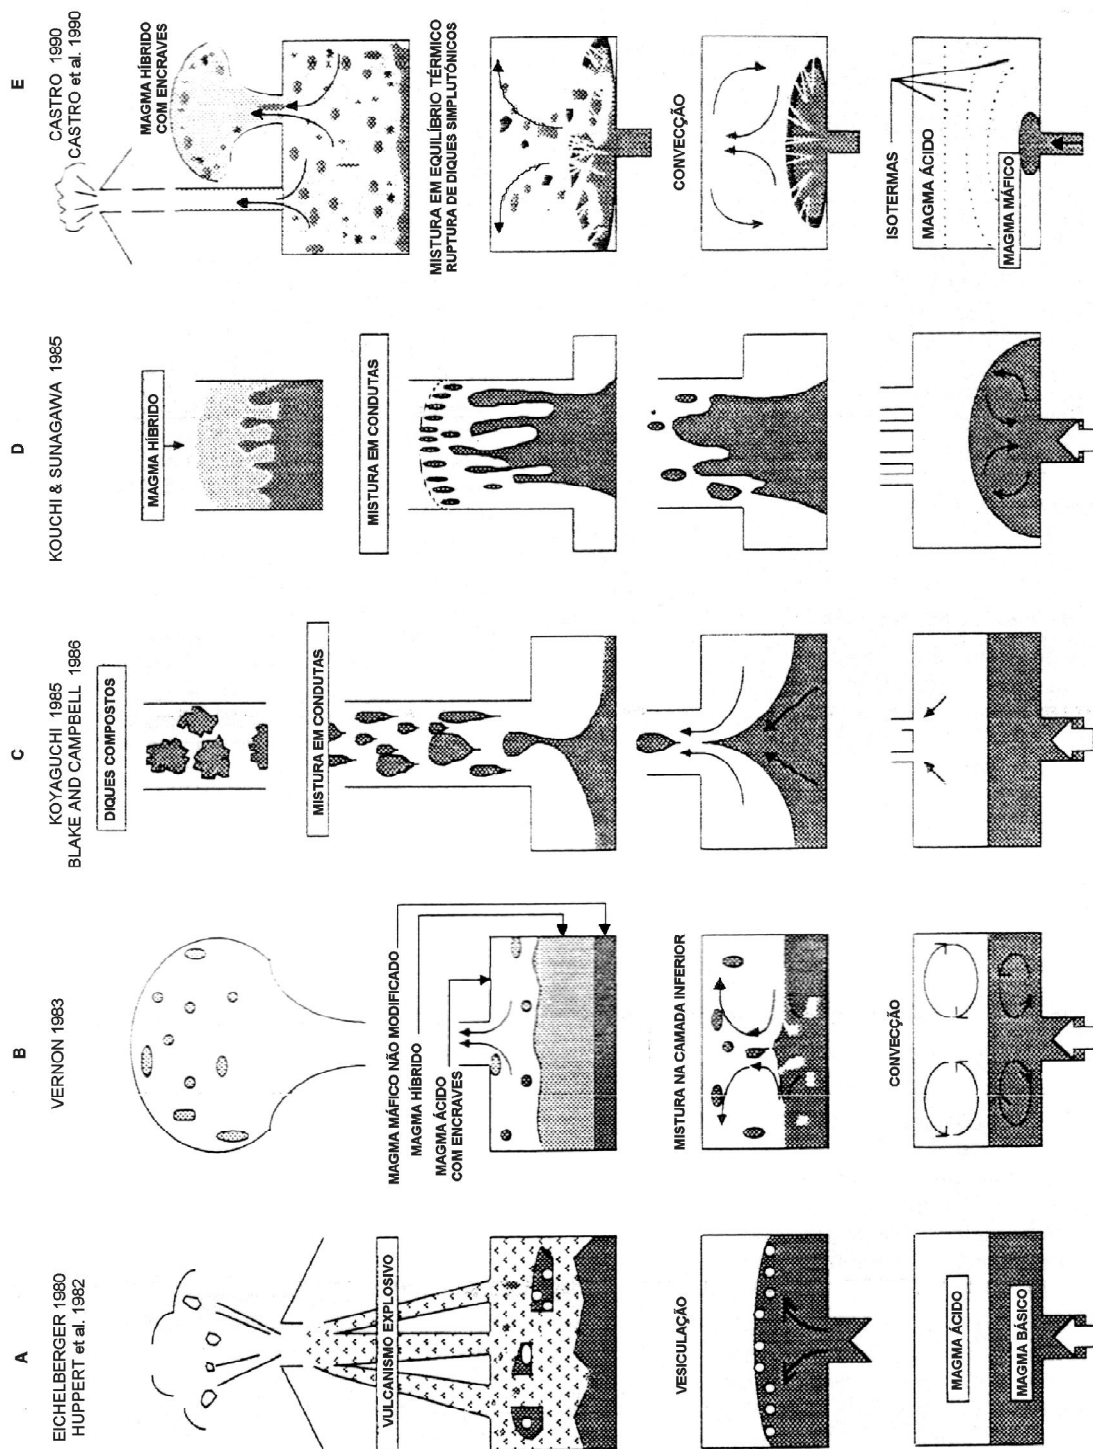 A
EICHELBERGER 1980
HUPPERT et al. 1982
VULCANISMO EXPLOSIVO
VESICULAÇÃO
MAGMA ÁCIDO
MAGMA BÁSICO
B
VERNON 1983
MAGMA MÁFICO NÃO MODIFICADO
MAGMA HÍBRIDO
MAGMA ÁCIDO
COM ENCRAVES
MISTURA NA CAMADA INFERIOR
CONVECÇÃO
C
KOYAGUCHI 1985
BLAKE AND CAMPBELL 1986
DIQUES COMPOSTOS
MISTURA EM CONDUTAS
D
KOUCHI & SUNAGAWA 1985
MAGMA HÍBRIDO
MISTURA EM CONDUTAS
E
CASTRO 1990
CASTRO et al. 1990
MAGMA HÍBRIDO
COM ENCRAVES
MISTURA EM EQUILÍBRIO TÉRMICO
RUPTURA DE DIQUES SIMPLUTÓNICOS
CONVECÇÃO
ISOTERMAS
MAGMA ÁCIDO
MAGMA MÁFICO